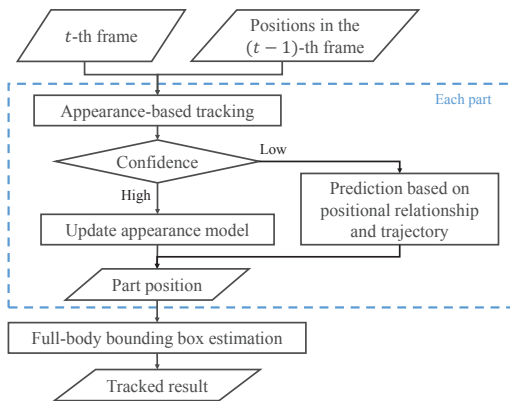 t-th frame
Positions in the
(t − 1)-th frame
Each part
Appearance-based tracking
Confidence
Low
High
Prediction based on
positional relationship
and trajectory
Update appearance model
Part position
Full-body bounding box estimation
Tracked result